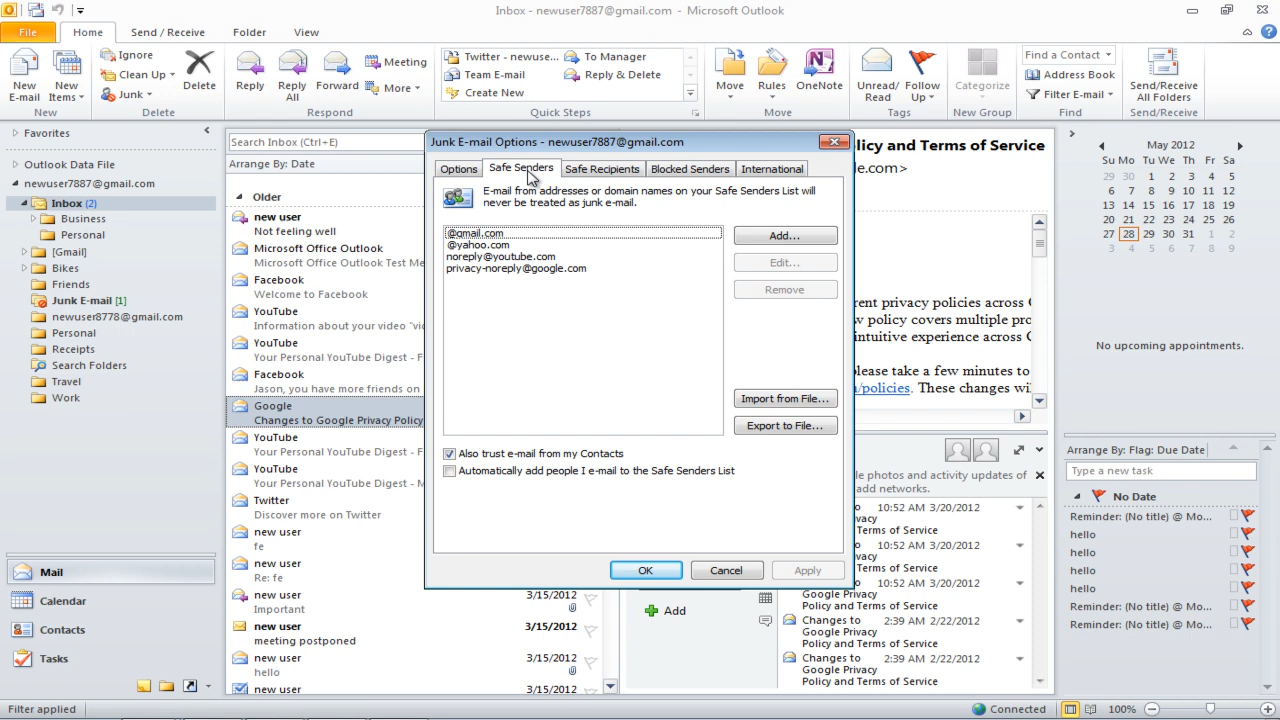 Inbox - newuser7887@gmail.com - Microsoft Outlook
File Home Send / Receive Folder View
New E-mail
New Items
Ignore
Clean Up
Junk
Delete
Reply
Reply All
Forward
Meeting
More
Twitter - newuse...
To Manager
Team E-mail
Reply & Delete
Create New
Move
Rules
OneNote
Unread/ Read
Follow Up
Categorize
Find a Contact
Address Book
Filter E-mail
Send/Receive All Folders
New Delete Respond Quick Steps Move Tags New Group Find Send/Receive
Favorites
Outlook Data File
newuser7887@gmail.com
Inbox (2)
Business
Personal
[Gmail]
Bikes
Friends
Junk E-mail [1]
newuser8778@gmail.com
Personal
Receipts
Search Folders
Travel
Work
Mail
Calendar
Contacts
Tasks
Search Inbox (Ctrl+E)
Arrange By: Date
Older
new user
Not feeling well
Microsoft Office Outlook
Microsoft Office Outlook Test Me
Facebook
Welcome to Facebook
YouTube
Information about your video "vi
YouTube
Your Personal YouTube Digest - F
Facebook
Jason, you have more friends on
Google
Changes to Google Privacy Policy
YouTube
Your Personal YouTube Digest - F
YouTube
Your Personal YouTube Digest - M
Twitter
Discover more on Twitter
new user
fe
new user
Re: fe
new user 3/15/2012
Important
new user 3/15/2012
meeting postponed
new user 3/15/2012
hello
new user 3/15/2012
Junk E-mail Options - newuser7887@gmail.com
Options Safe Senders Safe Recipients Blocked Senders International
E-mail from addresses or domain names on your Safe Senders List will
never be treated as junk e-mail.
@gmail.com
@yahoo.com
noreply@youtube.com
privacy-noreply@google.com
Add...
Edit...
Remove
Import from File...
Export to File...
Also trust e-mail from my Contacts
Automatically add people I e-mail to the Safe Senders List
OK Cancel Apply
licy and Terms of Service
le.com>
rent privacy policies across
w policy covers multiple pro
intuitive experience across
lease take a few minutes to
/policies. These changes wi
e photos and activity updates of
add networks.
Add
10:52 AM 3/20/2012
vacy
Terms of Service
10:52 AM 3/20/2012
vacy
Terms of Service
10:52 AM 3/20/2012
Google Privacy
Policy and Terms of Service
Changes to 2:39 AM 2/22/2012
Google Privacy
Policy and Terms of Service
Changes to 2:39 AM 2/22/2012
Google Privacy
Policy and Terms of Service
May 2012
Su Mo Tu We Th Fr Sa
29 30 1 2 3 4 5
6 7 8 9 10 11 12
13 14 15 16 17 18 19
20 21 22 23 24 25 26
27 28 29 30 31 1 2
3 4 5 6 7 8 9
No upcoming appointments.
Arrange By: Flag: Due Date
Type a new task
No Date
Reminder: (No title) @ Mo...
hello
hello
hello
hello
Reminder: (No title) @ Mo...
Reminder: (No title) @ Mo...
Filter applied
Connected
100%